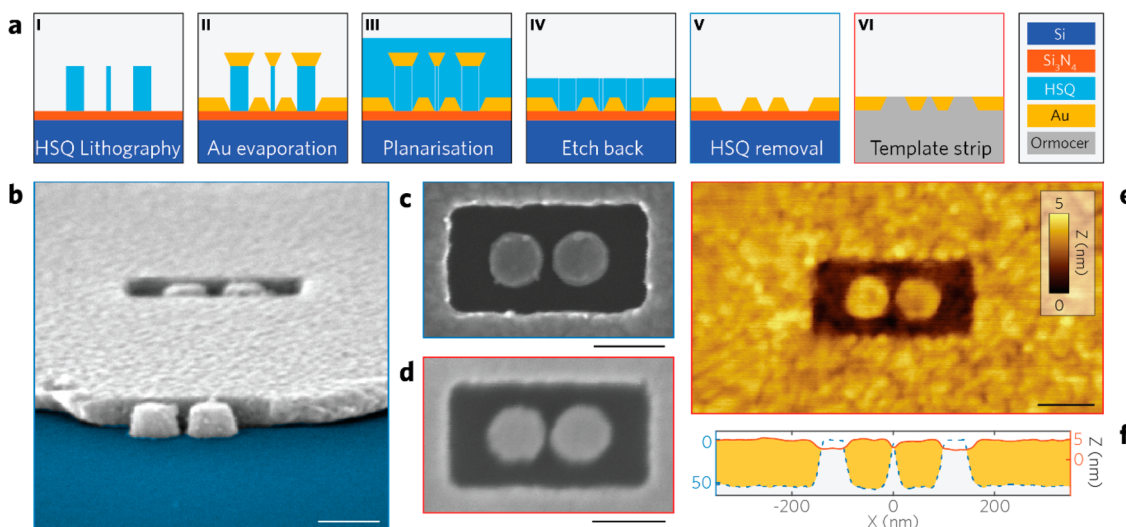 a
I
II
III
IV
V
VI
HSQ Lithography
Au evaporation
Planarisation
Etch back
HSQ removal
Template strip
Si
Si₃N₄
HSQ
Au
Ormocer
b
c
d
e
5
0
Z (nm)
f
0
50
5
0
Z (nm)
-200
0
200
X (nm)